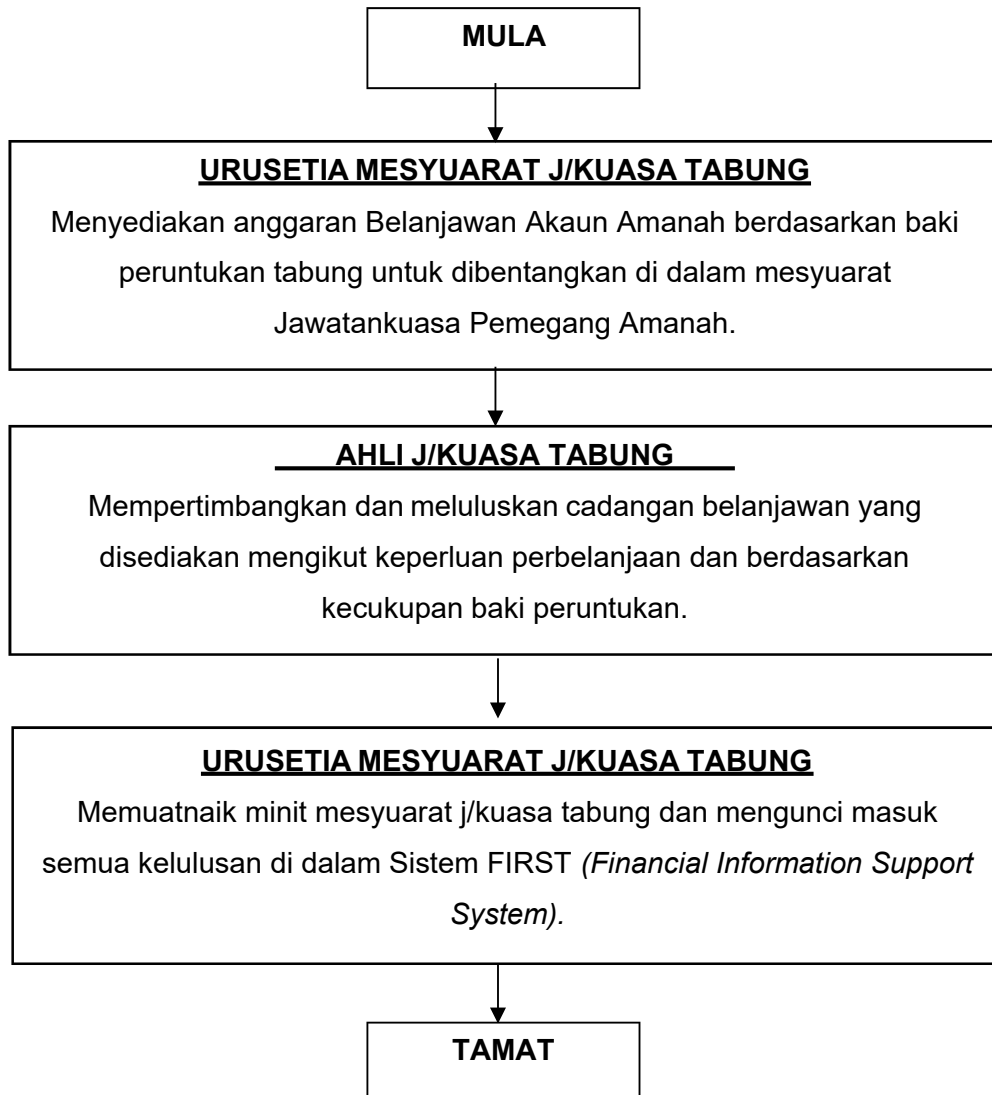 MULA
URUSETIA MESYUARAT J/KUASA TABUNG
Menyediakan anggaran Belanjawan Akaun Amanah berdasarkan baki
peruntukan tabung untuk dibentangkan di dalam mesyuarat
Jawatankuasa Pemegang Amanah.
AHLI J/KUASA TABUNG
Mempertimbangkan dan meluluskan cadangan belanjawan yang
disediakan mengikut keperluan perbelanjaan dan berdasarkan
kecukupan baki peruntukan.
URUSETIA MESYUARAT J/KUASA TABUNG
Memuatnaik minit mesyuarat j/kuasa tabung dan mengunci masuk
semua kelulusan di dalam Sistem FIRST (Financial Information Support
System).
TAMAT